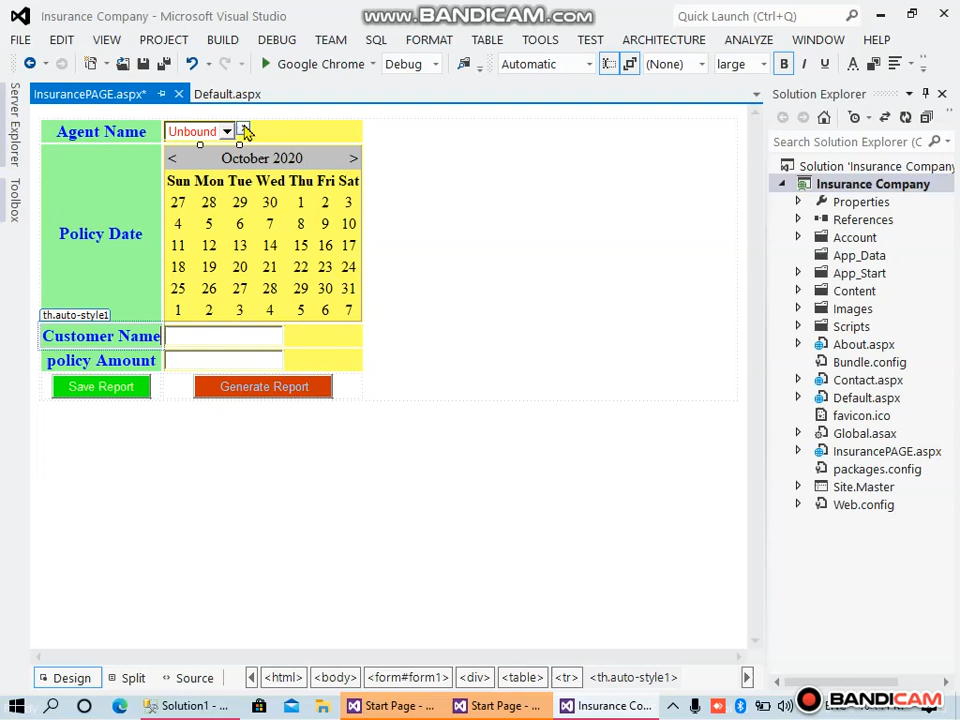 Insurance Company - Microsoft Visual Studio
www.BANDICAM.com
Quick Launch (Ctrl+Q)
FILE EDIT VIEW PROJECT BUILD DEBUG TEAM SQL FORMAT TABLE TOOLS TEST ARCHITECTURE ANALYZE WINDOW HELP
Google Chrome Debug Automatic (None) large B I U A
InsurancePAGE.aspx* Default.aspx
Solution Explorer
Server Explorer
Toolbox
Search Solution Explorer
Solution 'Insurance Company
Insurance Company
Properties
References
Account
App_Data
App_Start
Content
Images
Scripts
About.aspx
Bundle.config
Contact.aspx
Default.aspx
favicon.ico
Global.asax
InsurancePAGE.aspx
packages.config
Site.Master
Web.config
Agent Name Unbound
Policy Date
< October 2020 >
Sun Mon Tue Wed Thu Fri Sat
27 28 29 30 1 2 3
4 5 6 7 8 9 10
11 12 13 14 15 16 17
18 19 20 21 22 23 24
25 26 27 28 29 30 31
1 2 3 4 5 6 7
th.auto-style1
Customer Name
policy Amount
Save Report Generate Report
Design Split Source <html> <body> <form#form1> <div> <table> <tr> <th.auto-style1>
Solution1 - ... Start Page - ... Start Page - ... Insurance Co...
BANDICAM